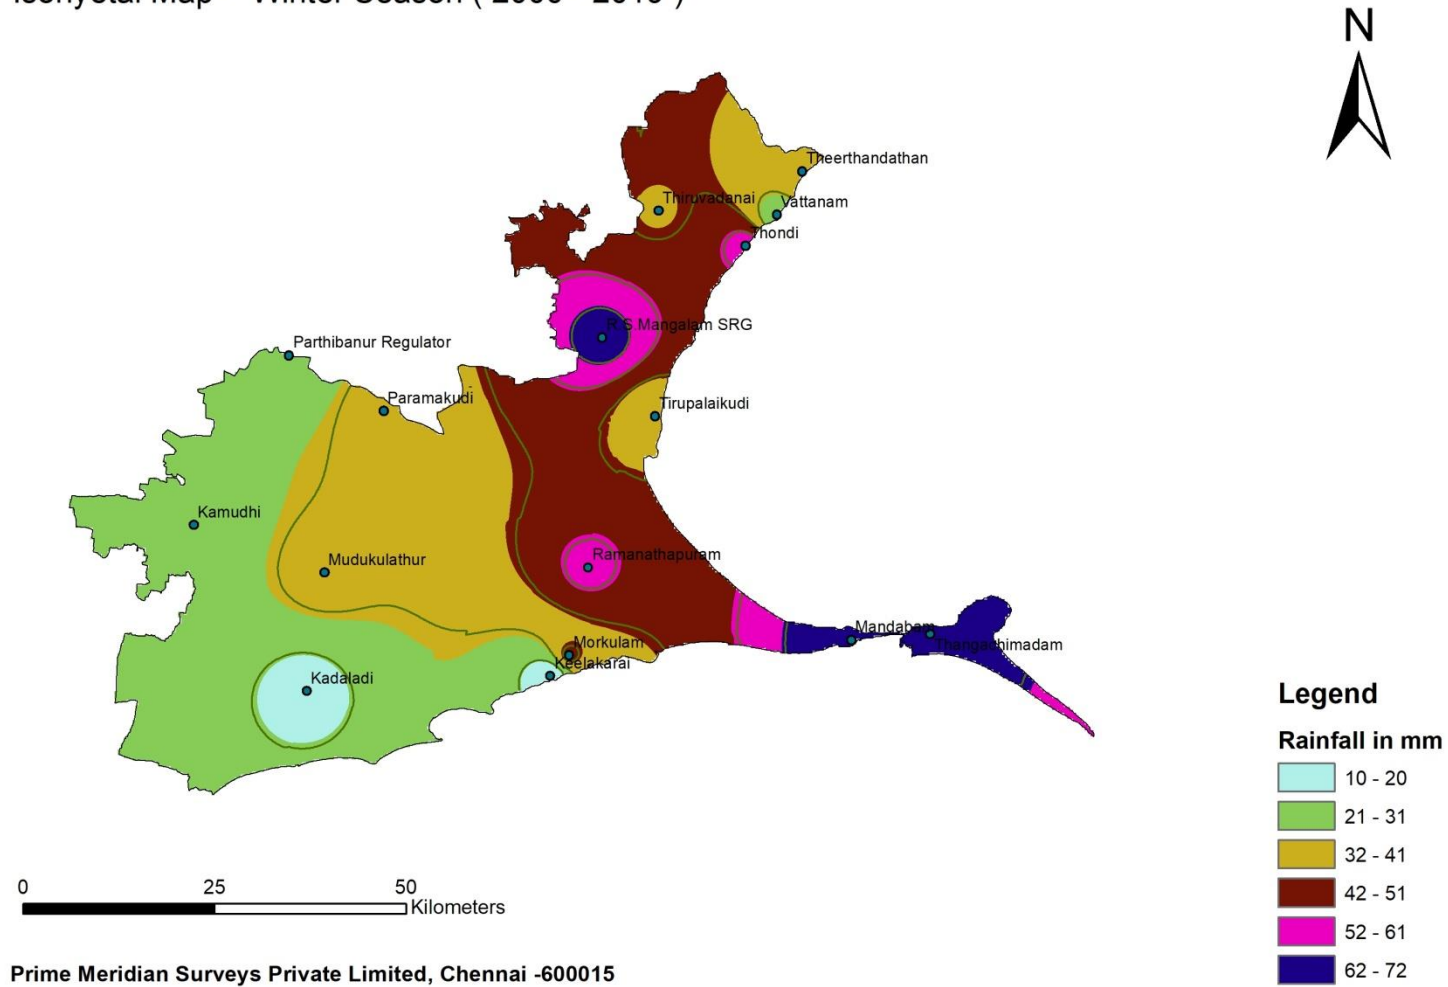 N
Theerthandathan
Thiruvadanai
Vattanam
Thondi
R.S.Mangalam SRG
Parthibanur Regulator
Paramakudi
Tirupalaikudi
Kamudhi
Ramanathapuram
Mudukulathur
Mandabam
Morkulam
Thangachimadam
Keelakarai
Kadaladi
Legend
Rainfall in mm
10 - 20
21 - 31
32 - 41
42 - 51
52 - 61
62 - 72
0 25 50
Kilometers
Prime Meridian Surveys Private Limited, Chennai -600015